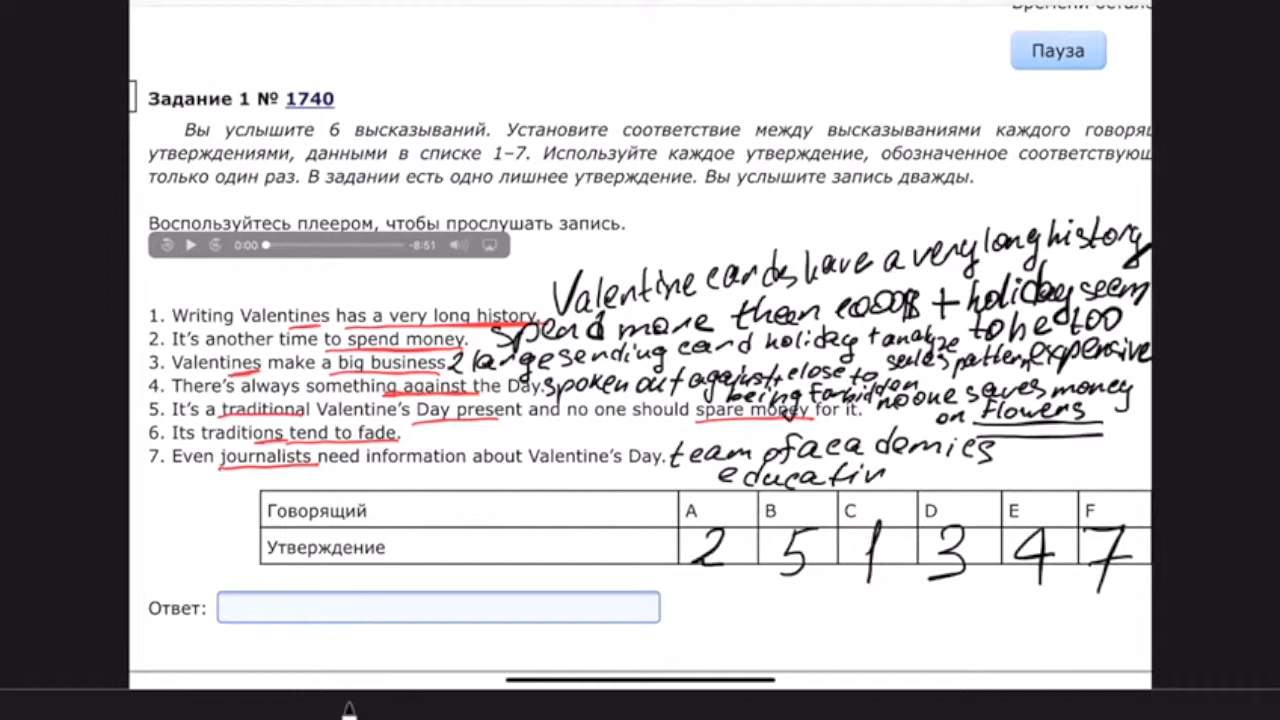 Пауза
Задание 1 № 1740
Вы услышите 6 высказываний. Установите соответствие между высказываниями каждого
утверждениями, данными в списке 1–7. Используйте каждое утверждение, обозначенное
только один раз. В задании есть одно лишнее утверждение. Вы услышите запись дважды.
Воспользуйтесь плеером, чтобы прослушать запись.
0:00 -8:51
Valentine cards have a very long history
1. Writing Valentines has a very long history.
spend more then + holiday seem
to be too
expensive
2. It’s another time to spend money.
2 large sending card holiday + analyze
sales pattern
3. Valentines make a big business.
spoken out against + close to
being forbidden
4. There’s always something against the Day.
no one saves money
on flowers
5. It’s a traditional Valentine’s Day present and no one should spare money for it.
6. Its traditions tend to fade.
7. Even journalists need information about Valentine’s Day.
team of academics
Говорящий A B C D E F
Утверждение 2 5 1 3 4 7
Ответ: